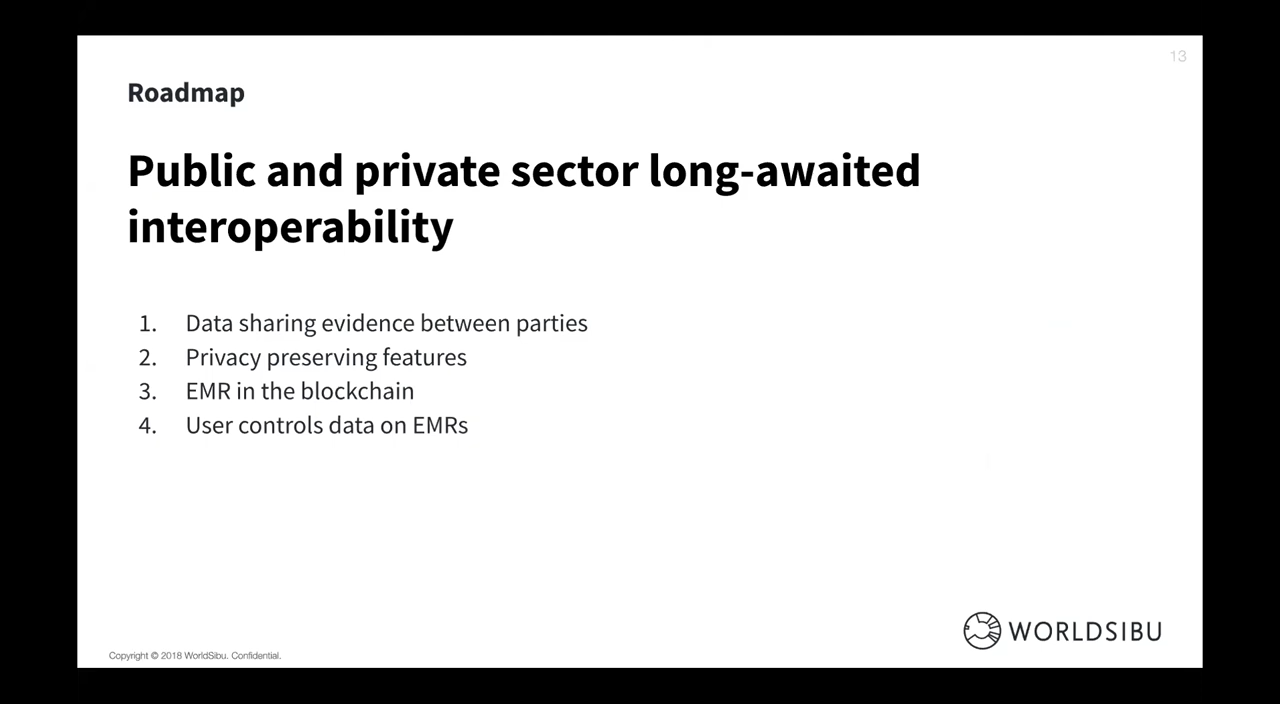 13
Roadmap
Public and private sector long-awaited
interoperability
1. Data sharing evidence between parties
2. Privacy preserving features
3. EMR in the blockchain
4. User controls data on EMRs
WORLDSIBU
Copyright © 2018 WorldSibu. Confidential.